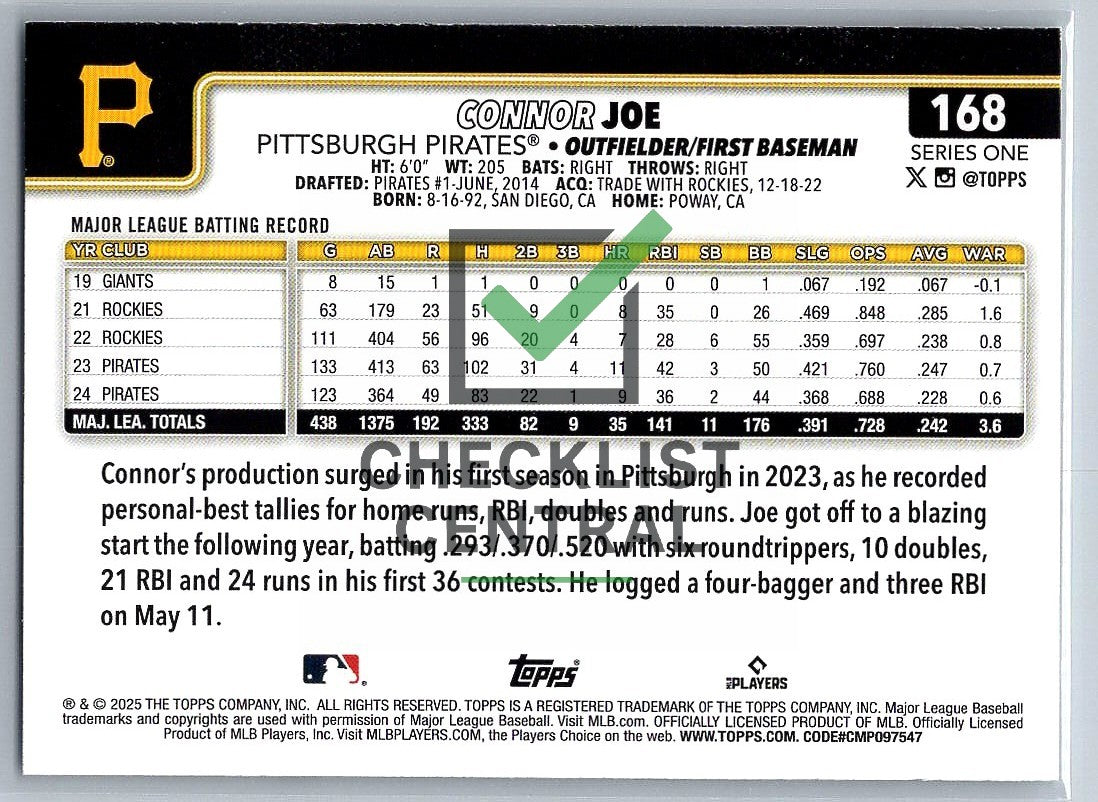 P®
CONNOR JOE
168
PITTSBURGH PIRATES® • OUTFIELDER/FIRST BASEMAN
SERIES ONE
HT: 6'0" WT: 205 BATS: RIGHT THROWS: RIGHT
X @TOPPS
DRAFTED: PIRATES #1-JUNE, 2014 ACQ: TRADE WITH ROCKIES, 12-18-22
BORN: 8-16-92, SAN DIEGO, CA HOME: POWAY, CA
MAJOR LEAGUE BATTING RECORD
YR CLUB G AB R H 2B 3B HR RBI SB BB SLG OPS AVG WAR
19 GIANTS 8 15 1 1 0 0 0 0 0 1 .067 .192 .067 -0.1
21 ROCKIES 63 179 23 51 9 0 8 35 0 26 .469 .848 .285 1.6
22 ROCKIES 111 404 56 96 20 4 7 28 6 55 .359 .697 .238 0.8
23 PIRATES 133 413 63 102 31 4 11 42 3 50 .421 .760 .247 0.7
24 PIRATES 123 364 49 83 22 1 9 36 2 44 .368 .688 .228 0.6
MAJ. LEA. TOTALS 438 1375 192 333 82 9 35 141 11 176 .391 .728 .242 3.6
CHECKLIST
CENTRAL
Connor's production surged in his first season in Pittsburgh in 2023, as he recorded
personal-best tallies for home runs, RBI, doubles and runs. Joe got off to a blazing
start the following year, batting .293/.370/.520 with six roundtrippers, 10 doubles,
21 RBI and 24 runs in his first 36 contests. He logged a four-bagger and three RBI
on May 11.
Topps®
MLB PLAYERS
® & © 2025 THE TOPPS COMPANY, INC. ALL RIGHTS RESERVED. TOPPS IS A REGISTERED TRADEMARK OF THE TOPPS COMPANY, INC. Major League Baseball
trademarks and copyrights are used with permission of Major League Baseball. Visit MLB.com. OFFICIALLY LICENSED PRODUCT OF MLB. Officially Licensed
Product of MLB Players, Inc. Visit MLBPLAYERS.COM, the Players Choice on the web. WWW.TOPPS.COM. CODE#CMP097547